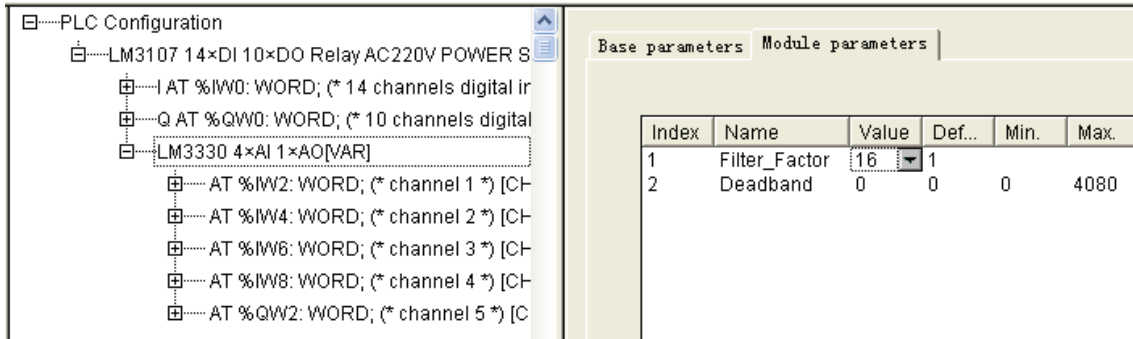 PLC Configuration
LM3107 14×DI 10×DO Relay AC220V POWER S
I AT %IW0: WORD; (* 14 channels digital ir
Q AT %QW0: WORD; (* 10 channels digital
LM3330 4×AI 1×AO[VAR]
AT %IW2: WORD; (* channel 1 *) [CH
AT %IW4: WORD; (* channel 2 *) [CH
AT %IW6: WORD; (* channel 3 *) [CH
AT %IW8: WORD; (* channel 4 *) [CH
AT %QW2: WORD; (* channel 5 *) [C
Base parameters Module parameters
Index Name Value Def... Min. Max.
1 Filter_Factor 16 1
2 Deadband 0 0 0 4080